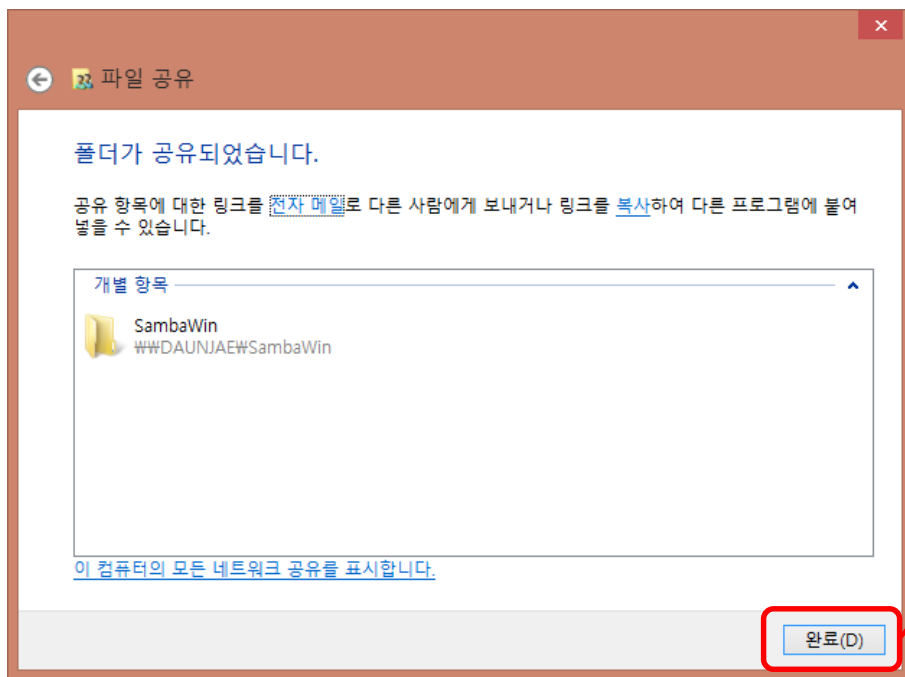 파일 공유
폴더가 공유되었습니다.
공유 항목에 대한 링크를 전자 메일로 다른 사람에게 보내거나 링크를 복사하여 다른 프로그램에 붙여
넣을 수 있습니다.
개별 항목
SambaWin
₩₩DAUNJAE₩SambaWin
이 컴퓨터의 모든 네트워크 공유를 표시합니다.
완료(D)